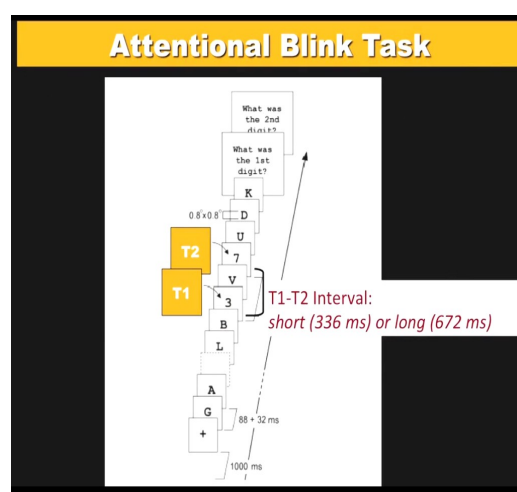 Attentional Blink Task
What was
the 2nd
digit?
What was
the 1st
digit?
K
0.8°x0.8°
D
U
T2
7
V
T1
3
T1-T2 Interval:
short (336 ms) or long (672 ms)
B
L
A
G
88 + 32 ms
+
1000 ms